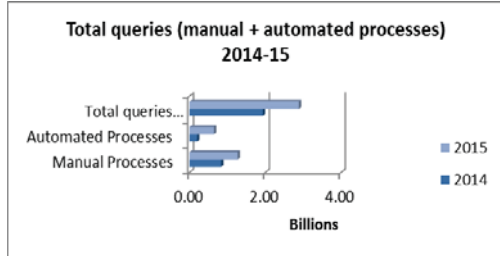 Total queries (manual + automated processes)
2014-15
Total queries...
Automated Processes
Manual Processes
2015
2014
0.00 2.00 4.00
Billions